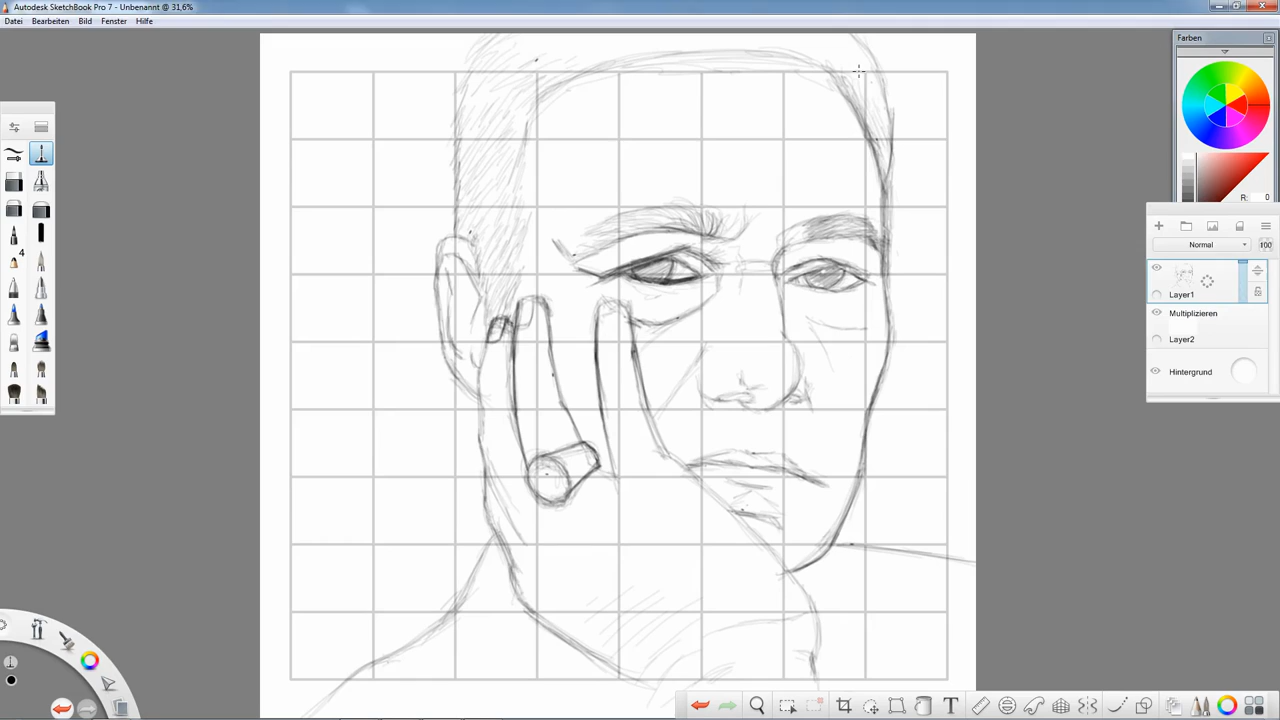 Autodesk SketchBook Pro 7 - Unbenannt @ 31,6%
Datei Bearbeiten Bild Fenster Hilfe
Farben
R: 0
4
Normal 100
Layer1
Multiplizieren
Layer2
Hintergrund